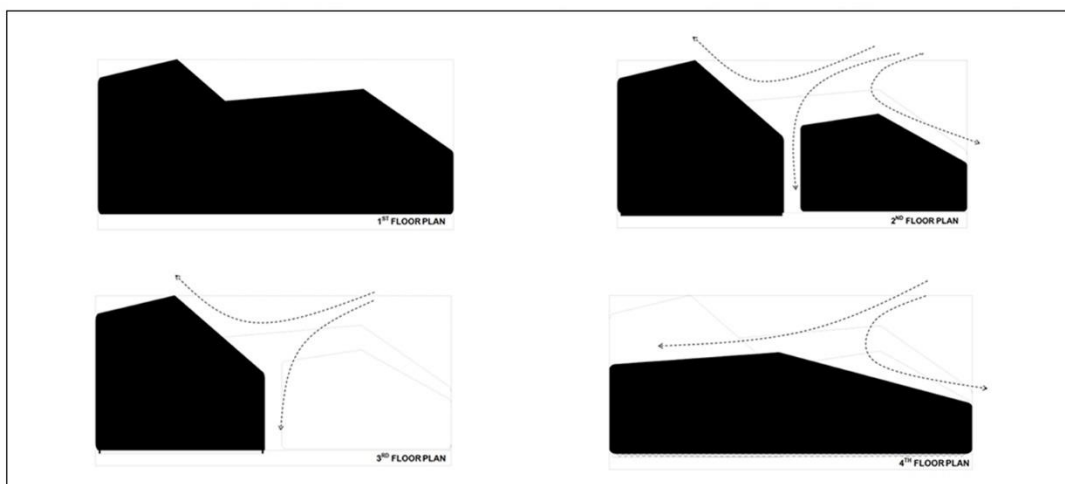 1ST FLOOR PLAN
2ND FLOOR PLAN
3RD FLOOR PLAN
4TH FLOOR PLAN